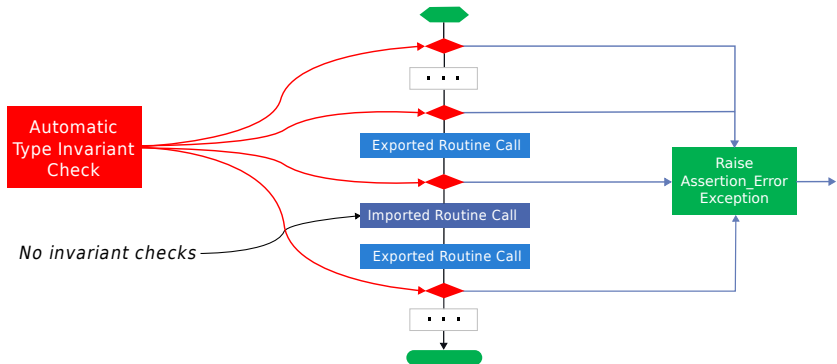 . . .
Automatic
Type Invariant
Check
Exported Routine Call
Raise
Assertion_Error
Exception
Imported Routine Call
No invariant checks
Exported Routine Call
. . .